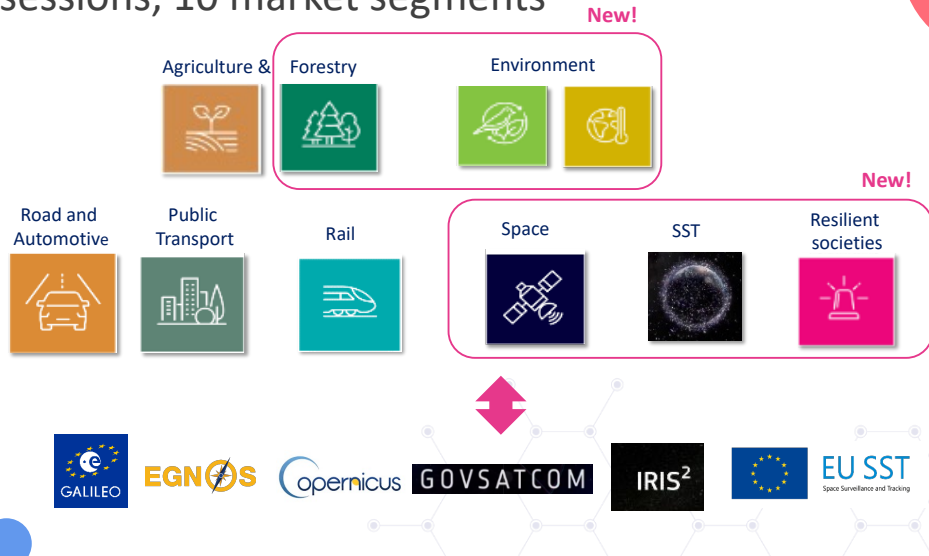 sessions, 10 market segments
New!
Agriculture & Forestry
Environment
New!
Road and
Automotive
Public
Transport
Rail
Space
SST
Resilient
societies
GALILEO
EGNOS
Copernicus
GOVSATCOM
IRIS²
EU SST
Space Surveillance and Tracking